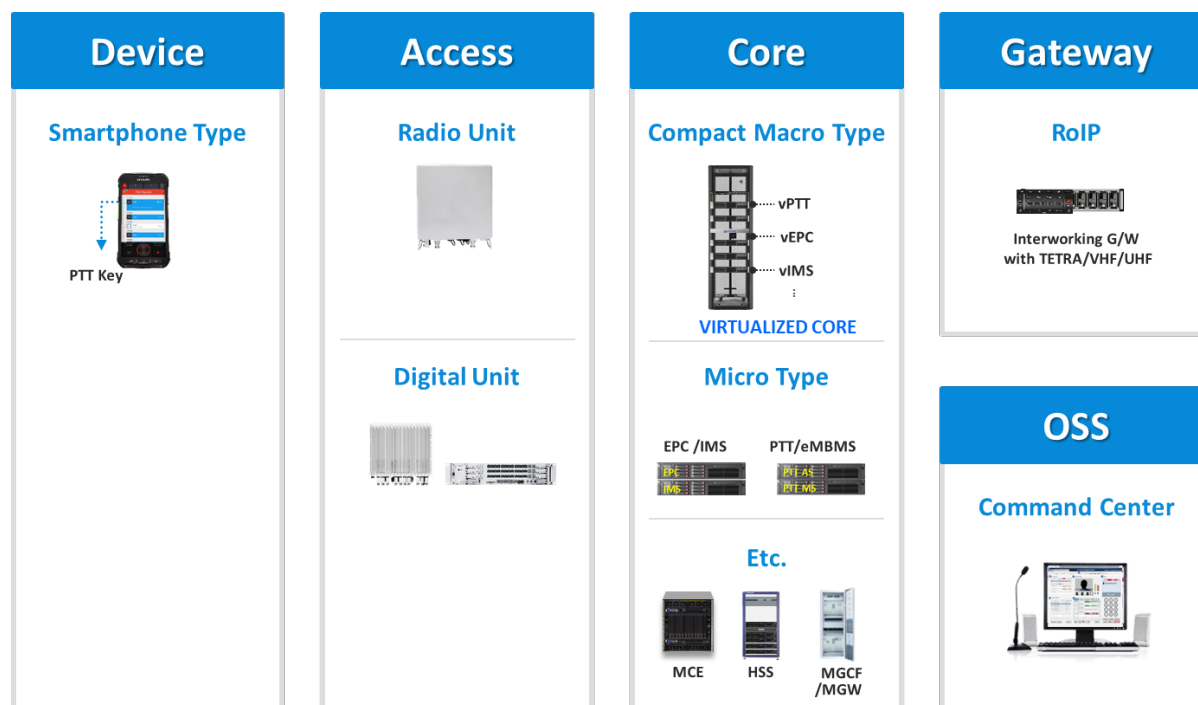 Device
Smartphone Type
PTT Key
Access
Radio Unit
Digital Unit
Core
Compact Macro Type
vPTT
vEPC
vIMS
VIRTUALIZED CORE
Micro Type
EPC /IMS
PTT/eMBMS
EPC
IMS
PTT AS
PTT MS
Etc.
MCE
HSS
MGCF
/MGW
Gateway
RoIP
Interworking G/W
with TETRA/VHF/UHF
OSS
Command Center